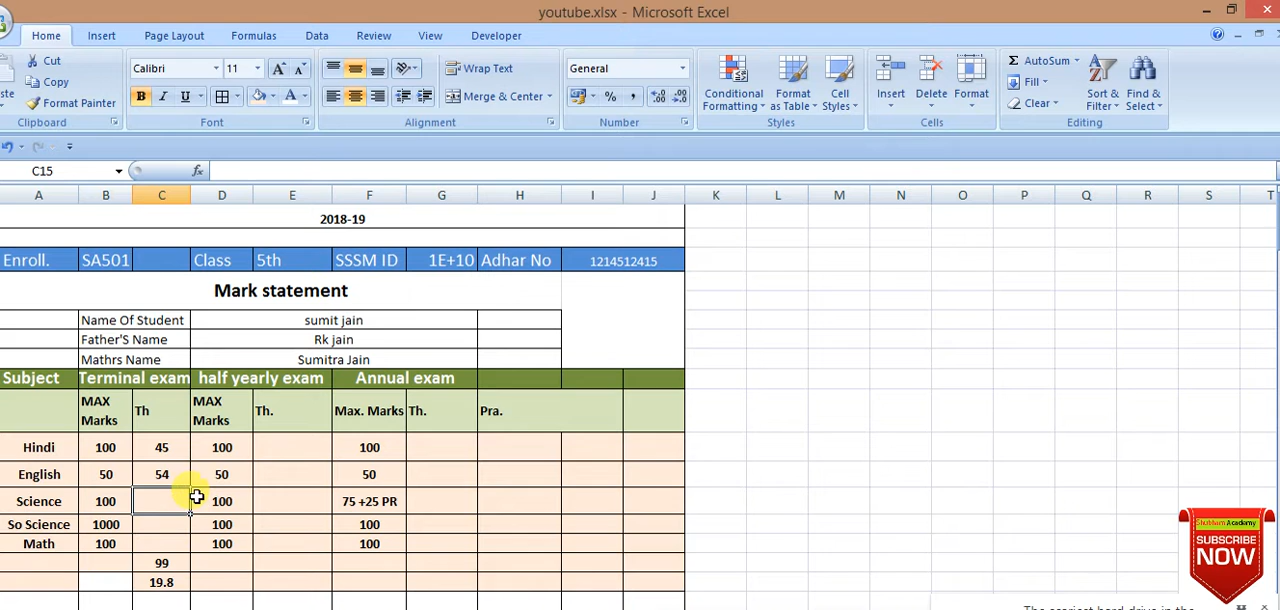 youtube.xlsx - Microsoft Excel
Home Insert Page Layout Formulas Data Review View Developer
Cut
Copy
Format Painter
Clipboard
Calibri 11
B I U
Font
Wrap Text
Merge & Center
Alignment
General
Number
Conditional Formatting
Format as Table
Cell Styles
Styles
Insert Delete Format
Cells
AutoSum
Fill
Clear
Sort & Filter
Find & Select
Editing
C15 fx
A B C D E F G H I J K L M N O P Q R S T
2018-19
Enroll. SA501 Class 5th SSSM ID 1E+10 Adhar No 1214512415
Mark statement
Name Of Student sumit jain
Father'S Name Rk jain
Mathrs Name Sumitra Jain
Subject Terminal exam half yearly exam Annual exam
MAX Marks Th MAX Marks Th. Max. Marks Th. Pra.
Hindi 100 45 100 100
English 50 54 50 50
Science 100 100 75 +25 PR
So Science 1000 100 100
Math 100 100 100
99
19.8
Shubham Academy
SUBSCRIBE
NOW